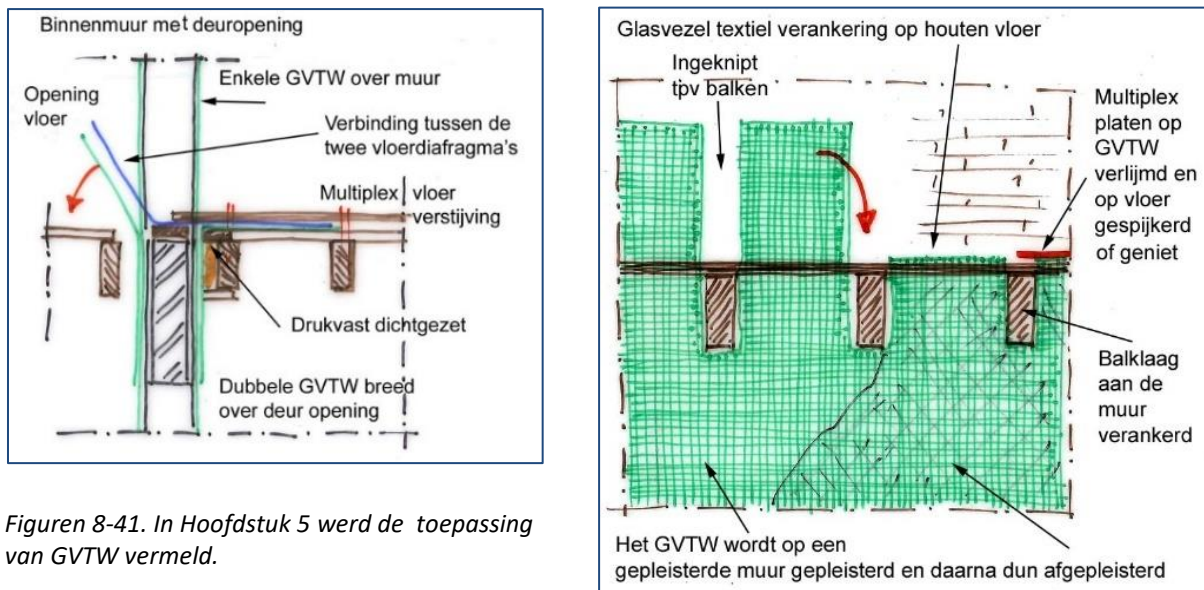 Binnenmuur met deuropening
Enkele GVTW over muur
Opening
vloer
Verbinding tussen de
twee vloerdiafragma's
Multiplex vloer
verstijving
Drukvast dichtgezet
Dubbele GVTW breed
over deur opening
Figuren 8-41. In Hoofdstuk 5 werd de toepassing
van GVTW vermeld.
Glasvezel textiel verankering op houten vloer
Ingeknipt
tpv balken
Multiplex
platen op
GVTW
verlijmd en
op vloer
gespijkerd
of geniet
Balklaag
aan de
muur
verankerd
Het GVTW wordt op een
gepleisterde muur gepleisterd en daarna dun afgepleisterd